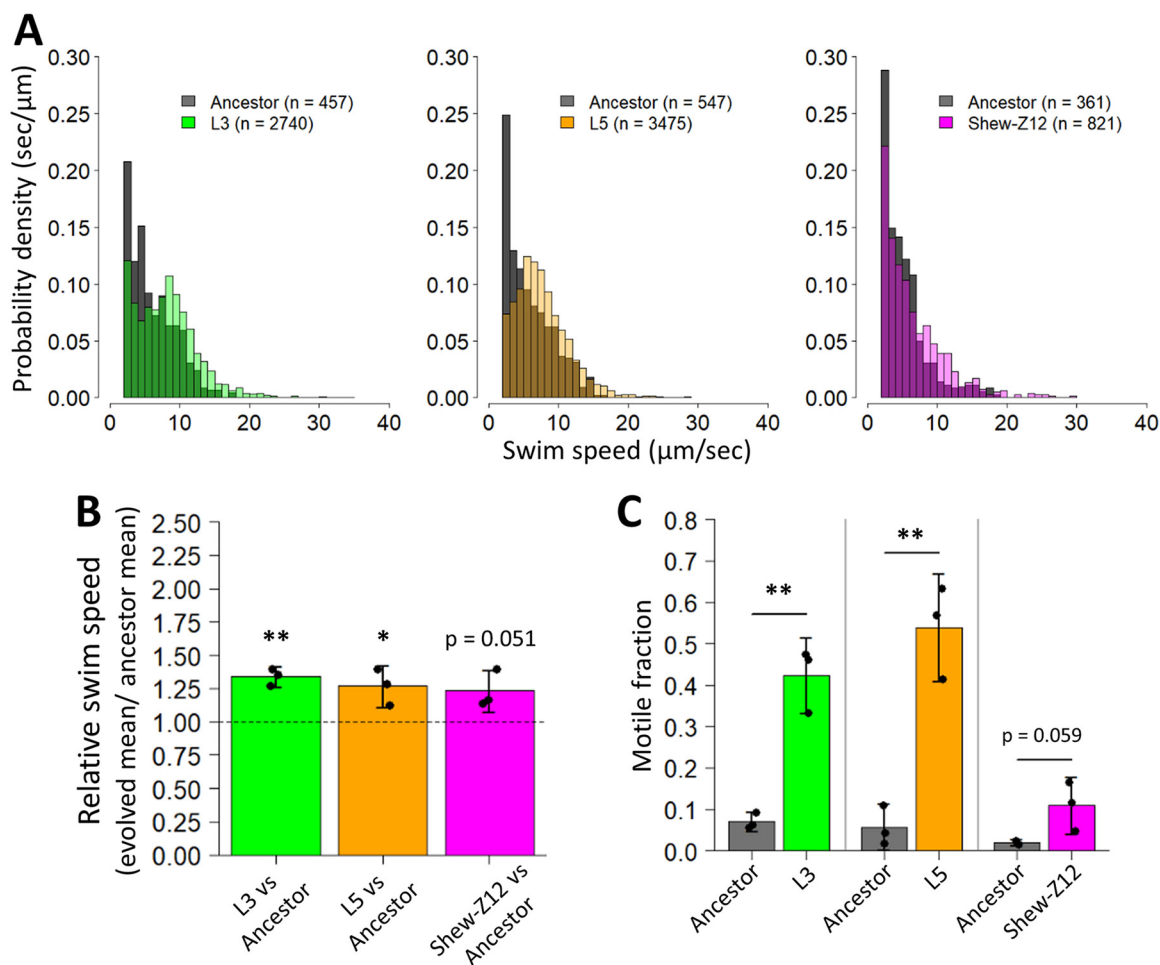 A
Probability density (sec/µm)
0.30
0.25
0.20
0.15
0.10
0.05
0.00
Ancestor (n = 457)
L3 (n = 2740)
0
10
20
30
40
0.30
0.25
0.20
0.15
0.10
0.05
0.00
Ancestor (n = 547)
L5 (n = 3475)
0
10
20
30
40
0.30
0.25
0.20
0.15
0.10
0.05
0.00
Ancestor (n = 361)
Shew-Z12 (n = 821)
0
10
20
30
40
Swim speed (µm/sec)
B
Relative swim speed
(evolved mean/ ancestor mean)
2.50
2.25
2.00
1.75
1.50
1.25
1.00
0.75
0.50
0.25
0.00
**
*
p = 0.051
L3 vs
Ancestor
L5 vs
Ancestor
Shew-Z12 vs
Ancestor
C
Motile fraction
0.8
0.7
0.6
0.5
0.4
0.3
0.2
0.1
0.0
**
**
p = 0.059
Ancestor
L3
Ancestor
L5
Ancestor
Shew-Z12